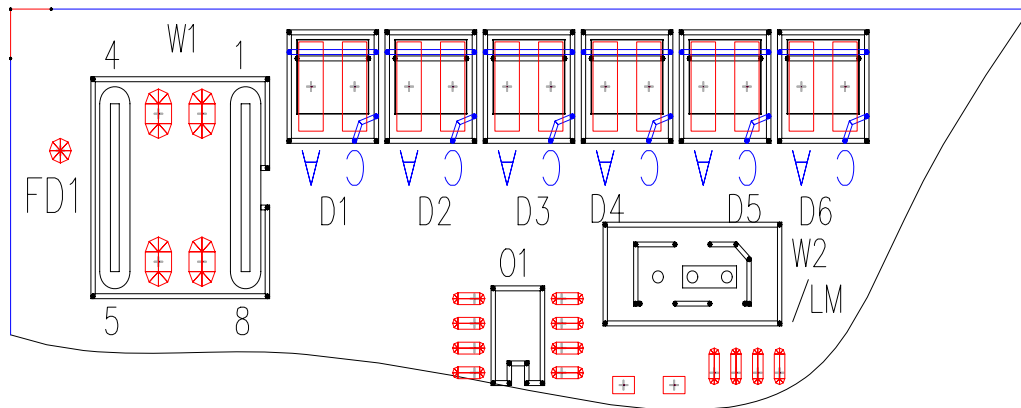 W1
4 1
FD1
5 8
A C A C A C A C A C A C
D1 D2 D3 D4 D5 D6
O1
W2
/LM